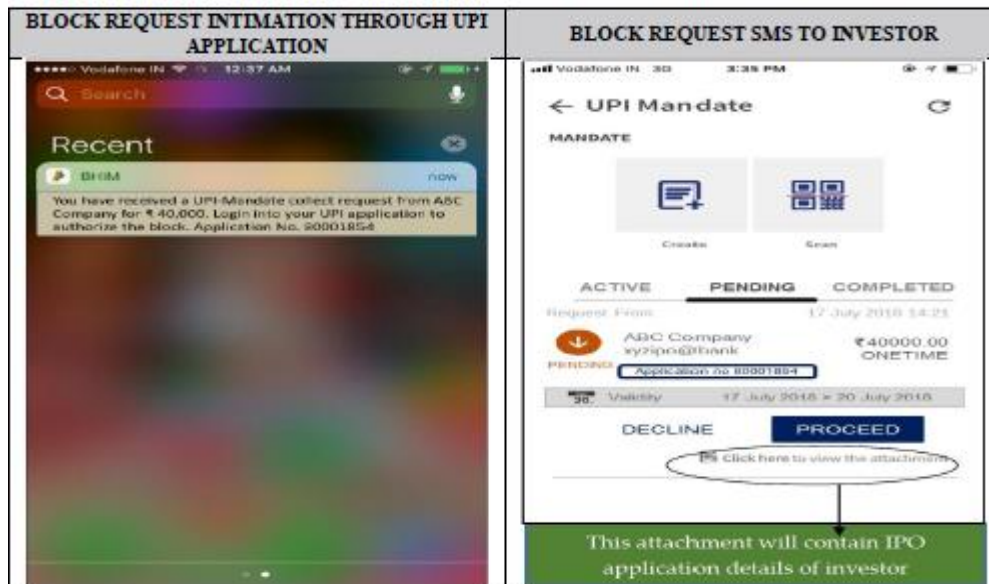 BLOCK REQUEST INTIMATION THROUGH UPI
APPLICATION
BLOCK REQUEST SMS TO INVESTOR
Vodafone IN 12:37 AM
Search
Recent
BHIM now
You have received a UPI-Mandate collect request from ABC
Company for ₹ 40,000. Login into your UPI application to
authorize the block. Application No. 80001854
Vodafone IN 3G 3:35 PM
← UPI Mandate
MANDATE
Create Scan
ACTIVE PENDING COMPLETED
Request From 17 July 2018 14:21
ABC Company ₹40000.00
xyzipo@bank ONETIME
PENDING Application no 80001854
Validity 17 July 2018 - 20 July 2018
DECLINE PROCEED
Click here to view the attachment
This attachment will contain IPO
application details of investor